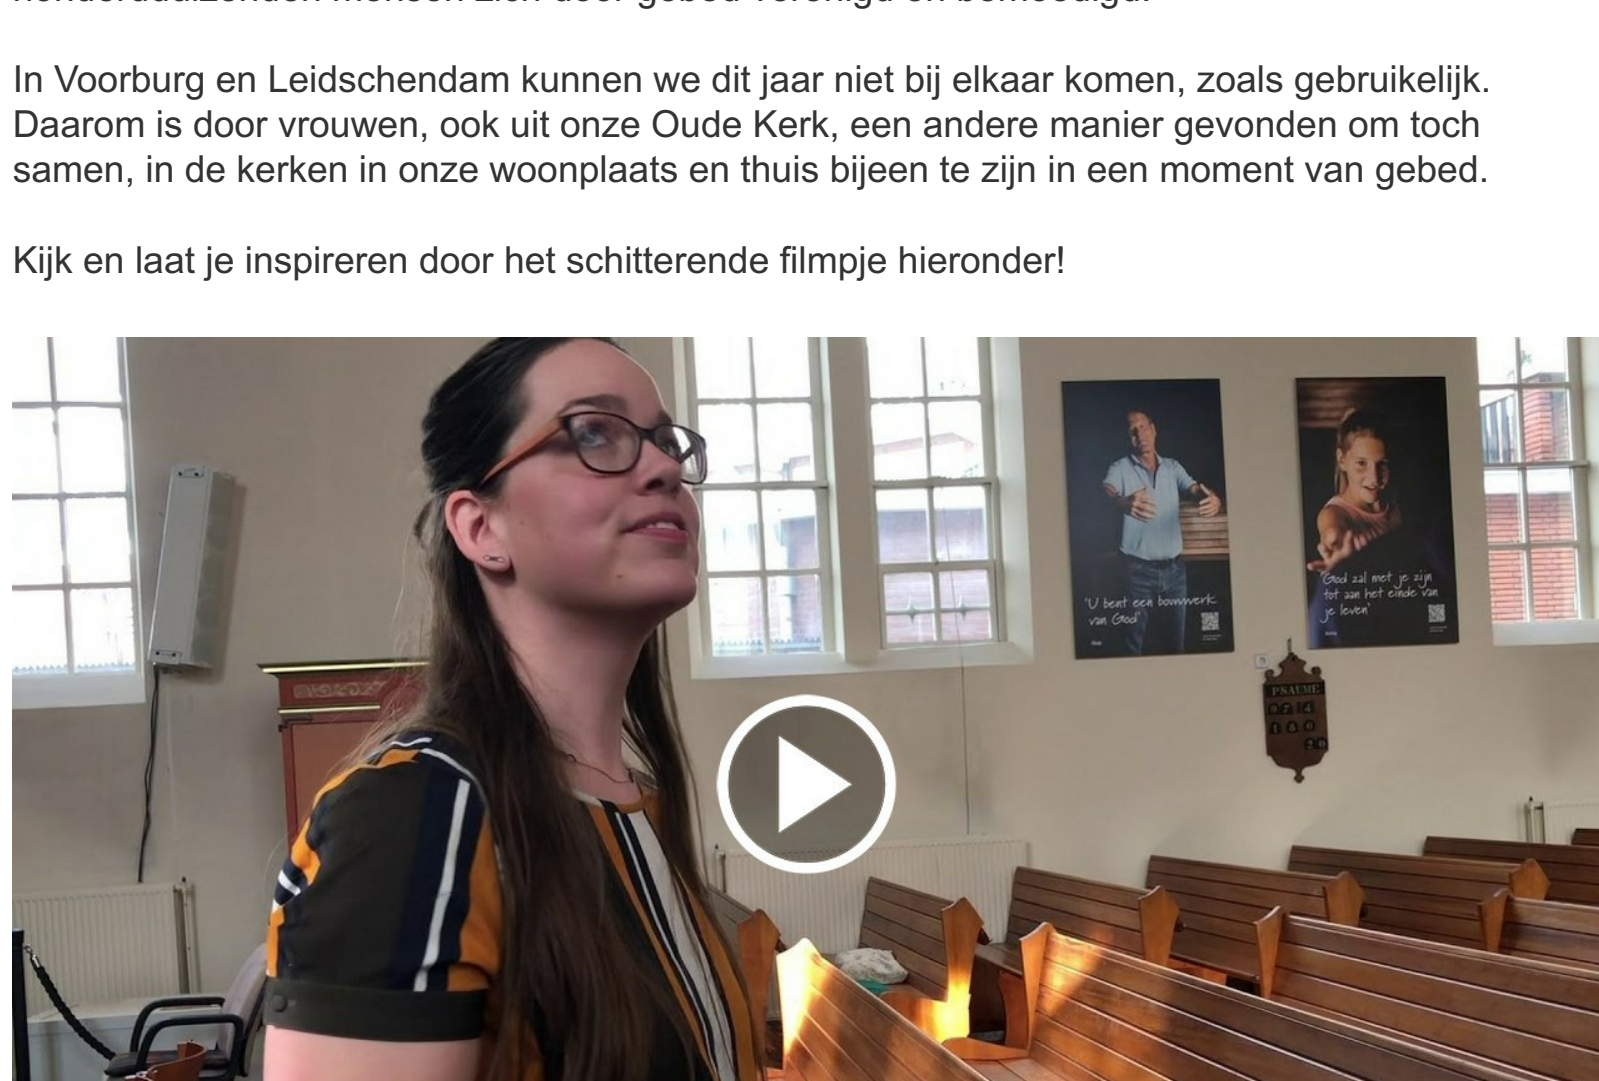 In Voorburg en Leidschendam kunnen we dit jaar niet bij elkaar komen, zoals gebruikelijk.
Daarom is door vrouwen, ook uit onze Oude Kerk, een andere manier gevonden om toch
samen, in de kerken in onze woonplaats en thuis bijeen te zijn in een moment van gebed.
Kijk en laat je inspireren door het schitterende filmpje hieronder!
'U bent een bouwwerk
van God'
'God zal met je zijn
tot aan het einde van
je leven'
PSALME